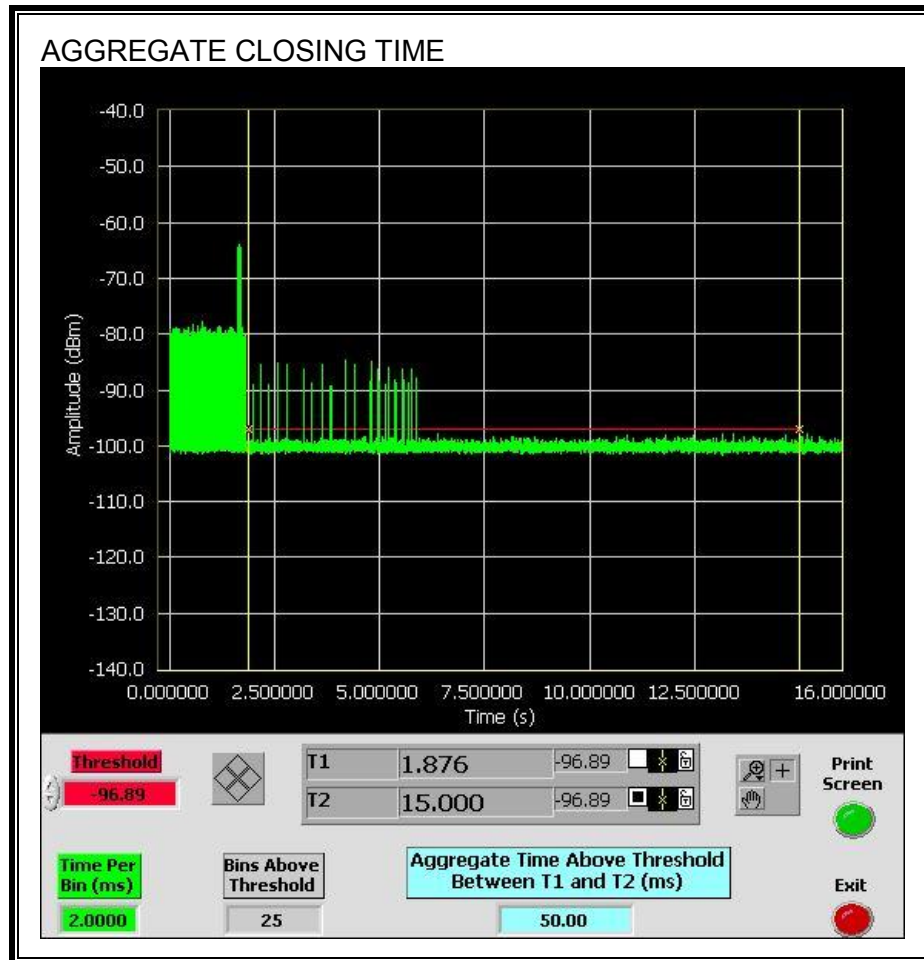 AGGREGATE CLOSING TIME
-40.0
-50.0
-60.0
-70.0
-80.0
-90.0
-100.0
-110.0
-120.0
-130.0
-140.0
Amplitude (dBm)
0.000000 2.500000 5.000000 7.500000 10.000000 12.500000 16.000000
Time (s)
Threshold
-96.89
T1 1.876 -96.89
T2 15.000 -96.89
Print
Screen
Time Per
Bin (ms)
2.0000
Bins Above
Threshold
25
Aggregate Time Above Threshold
Between T1 and T2 (ms)
50.00
Exit